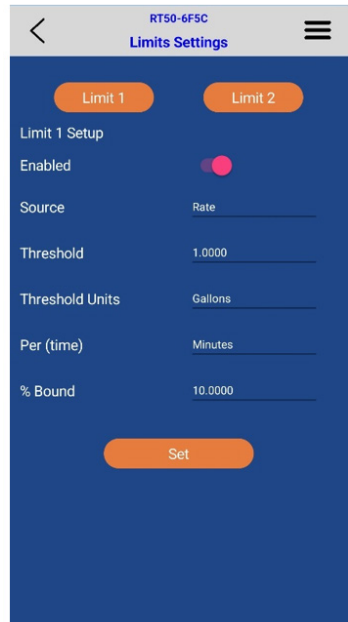 RT50-6F5C
Limits Settings
Limit 1 Limit 2
Limit 1 Setup
Enabled
Source Rate
Threshold 1.0000
Threshold Units Gallons
Per (time) Minutes
% Bound 10.0000
Set